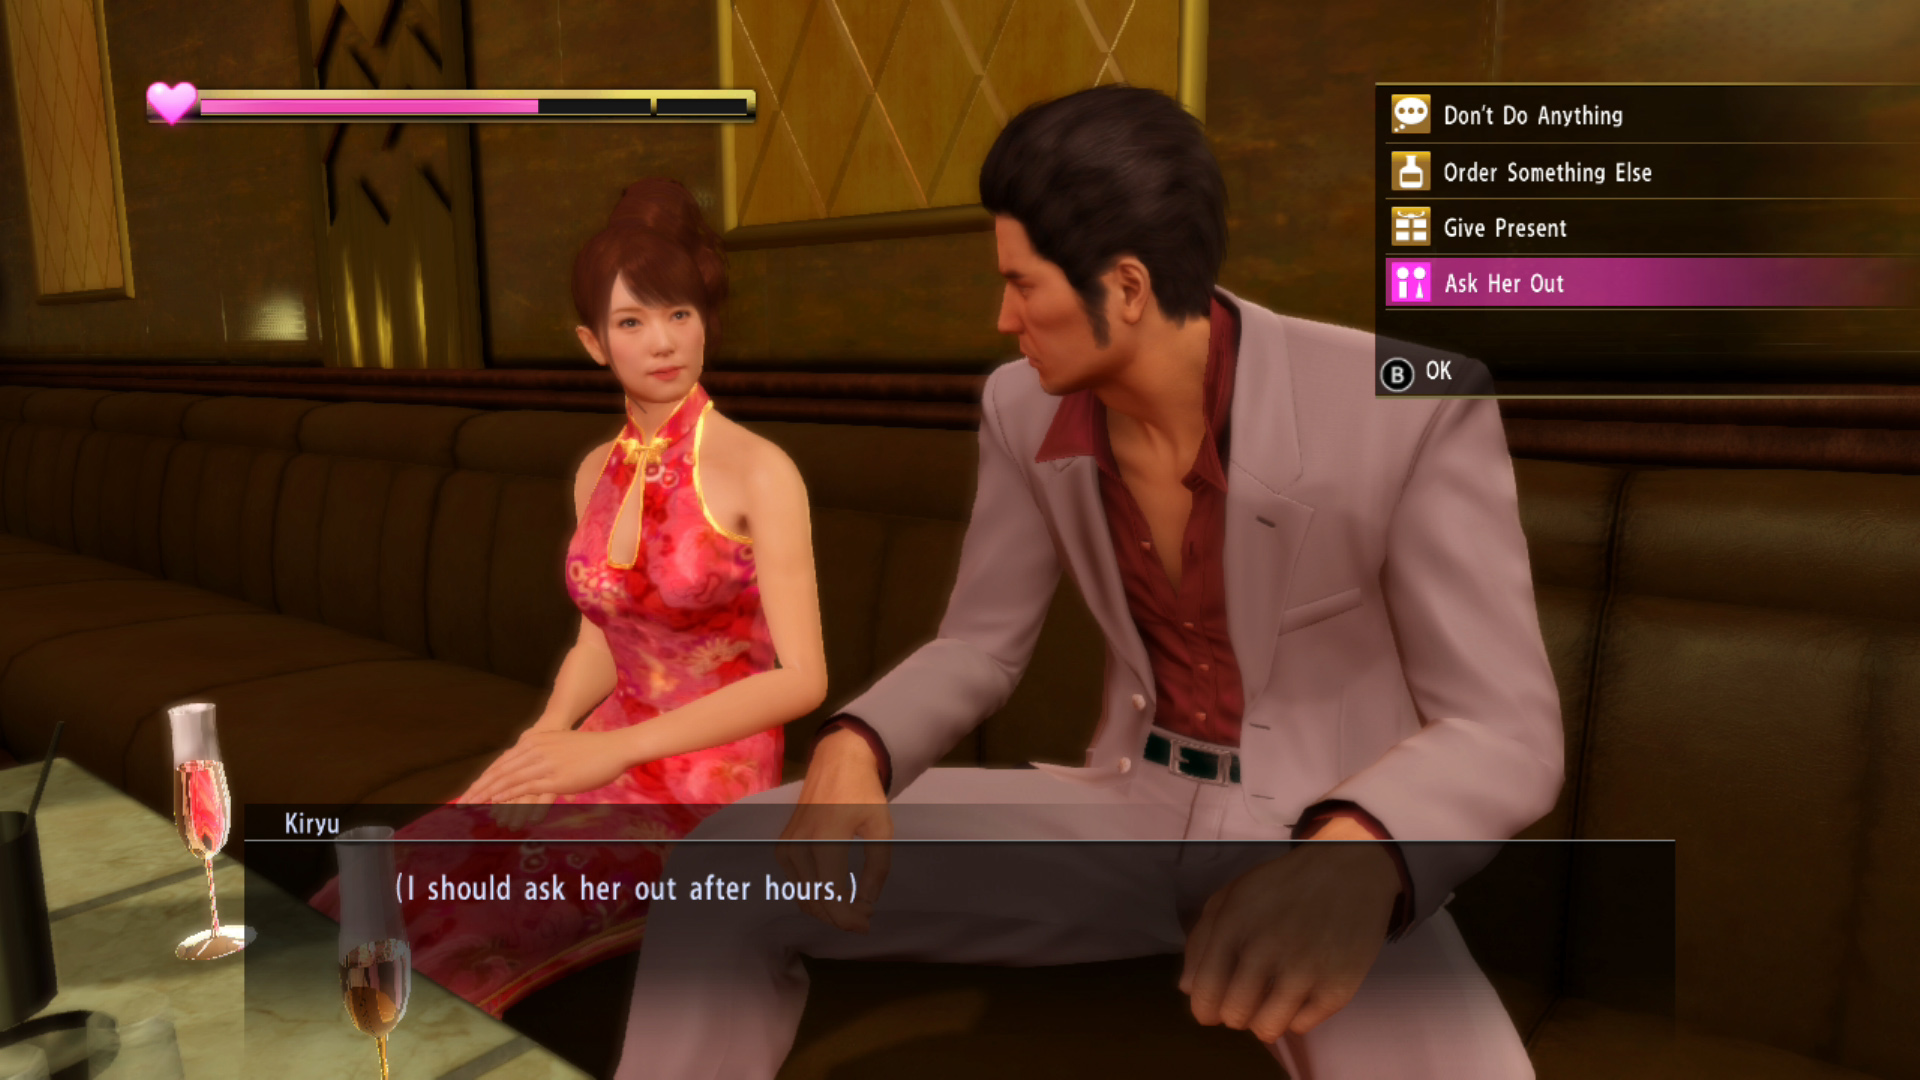 Don't Do Anything
Order Something Else
Give Present
Ask Her Out
B OK
Kiryu
(I should ask her out after hours.)